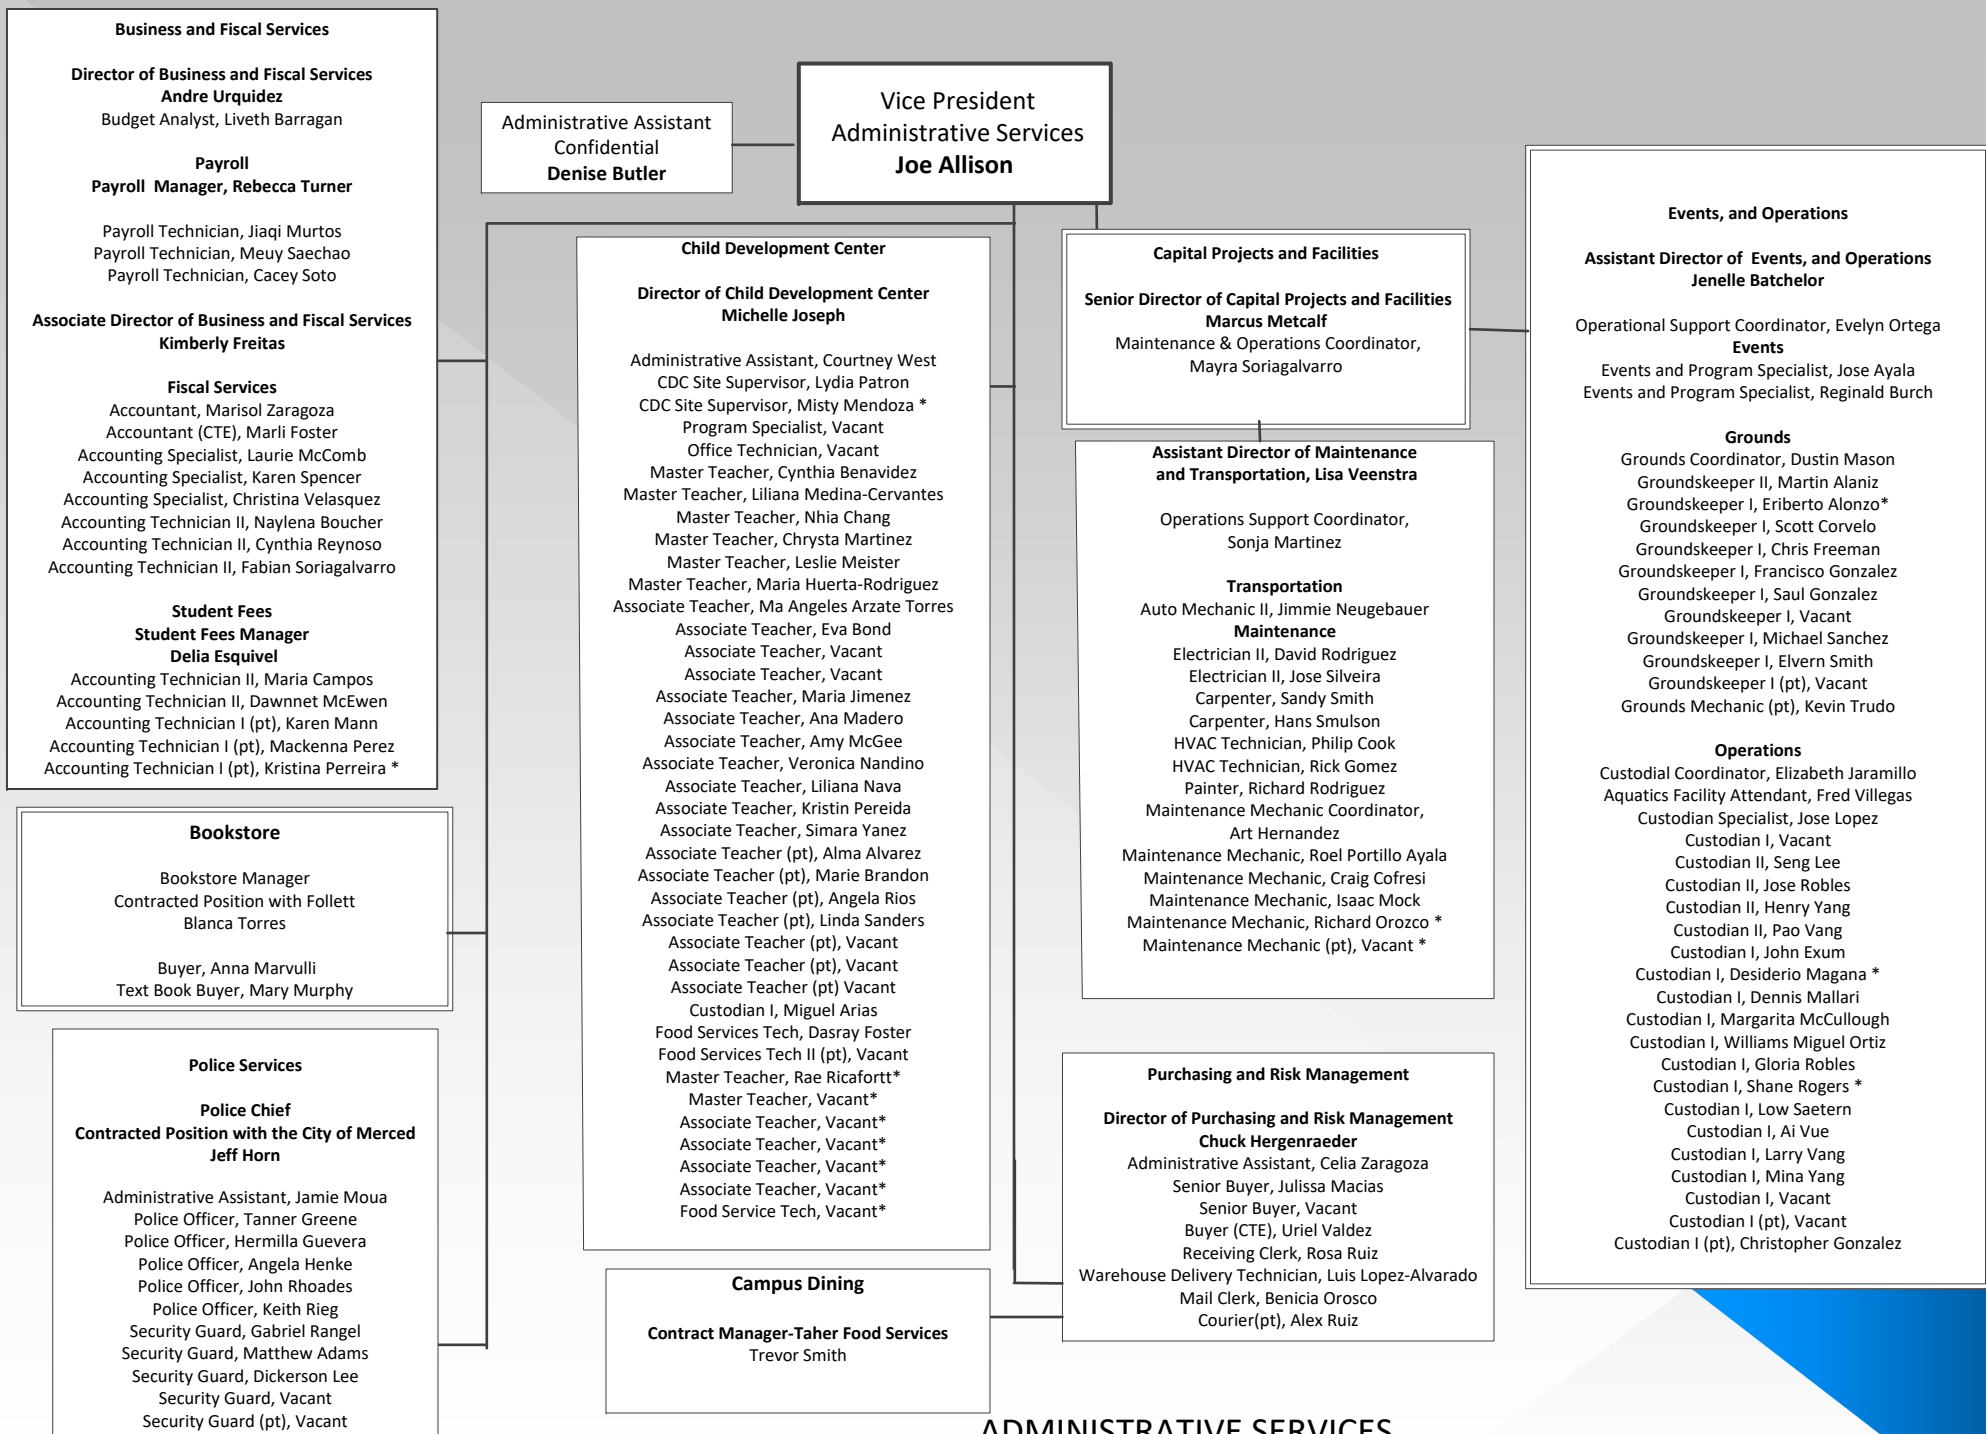 Business and Fiscal Services
Director of Business and Fiscal Services
Andre Urquidez
Budget Analyst, Liveth Barragan
Payroll
Payroll  Manager, Rebecca Turner
Payroll Technician, Jiaqi Murtos
Payroll Technician, Meuy Saechao
Payroll Technician, Cacey Soto
Associate Director of Business and Fiscal Services
Kimberly Freitas
Fiscal Services
Accountant, Marisol Zaragoza
Accountant (CTE), Marli Foster
Accounting Specialist, Laurie McComb
Accounting Specialist, Karen Spencer
Accounting Specialist, Christina Velasquez
Accounting Technician II, Naylena Boucher
Accounting Technician II, Cynthia Reynoso
Accounting Technician II, Fabian Soriagalvarro
Student Fees
Student Fees Manager
Delia Esquivel
Accounting Technician II, Maria Campos
Accounting Technician II, Dawnnet McEwen
Accounting Technician I (pt), Karen Mann
Accounting Technician I (pt), Mackenna Perez
Accounting Technician I (pt), Kristina Perreira *
Bookstore
Bookstore Manager
Contracted Position with Follett
Blanca Torres
Buyer, Anna Marvulli
Text Book Buyer, Mary Murphy
Police Services
Police Chief
Contracted Position with the City of Merced
Jeff Horn
Administrative Assistant, Jamie Moua
Police Officer, Tanner Greene
Police Officer, Hermilla Guevera
Police Officer, Angela Henke
Police Officer, John Rhoades
Police Officer, Keith Rieg
Security Guard, Gabriel Rangel
Security Guard, Matthew Adams
Security Guard, Dickerson Lee
Security Guard, Vacant
Security Guard (pt), Vacant
Administrative Assistant
Confidential
Denise Butler
Vice President
Administrative Services
Joe Allison
Child Development Center
Director of Child Development Center
Michelle Joseph
Administrative Assistant, Courtney West
CDC Site Supervisor, Lydia Patron
CDC Site Supervisor, Misty Mendoza *
Program Specialist, Vacant
Office Technician, Vacant
Master Teacher, Cynthia Benavidez
Master Teacher, Liliana Medina-Cervantes
Master Teacher, Nhia Chang
Master Teacher, Chrysta Martinez
Master Teacher, Leslie Meister
Master Teacher, Maria Huerta-Rodriguez
Associate Teacher, Ma Angeles Arzate Torres
Associate Teacher, Eva Bond
Associate Teacher, Vacant
Associate Teacher, Vacant
Associate Teacher, Maria Jimenez
Associate Teacher, Ana Madero
Associate Teacher, Amy McGee
Associate Teacher, Veronica Nandino
Associate Teacher, Liliana Nava
Associate Teacher, Kristin Pereida
Associate Teacher, Simara Yanez
Associate Teacher (pt), Alma Alvarez
Associate Teacher (pt), Marie Brandon
Associate Teacher (pt), Angela Rios
Associate Teacher (pt), Linda Sanders
Associate Teacher (pt), Vacant
Associate Teacher (pt), Vacant
Associate Teacher (pt) Vacant
Custodian I, Miguel Arias
Food Services Tech, Dasray Foster
Food Services Tech II (pt), Vacant
Master Teacher, Rae Ricafortt*
Master Teacher, Vacant*
Associate Teacher, Vacant*
Associate Teacher, Vacant*
Associate Teacher, Vacant*
Associate Teacher, Vacant*
Food Service Tech, Vacant*
Campus Dining
Contract Manager-Taher Food Services
Trevor Smith
Capital Projects and Facilities
Senior Director of Capital Projects and Facilities
Marcus Metcalf
Maintenance & Operations Coordinator,
Mayra Soriagalvarro
Assistant Director of Maintenance
and Transportation, Lisa Veenstra
Operations Support Coordinator,
Sonja Martinez
Transportation
Auto Mechanic II, Jimmie Neugebauer
Maintenance
Electrician II, David Rodriguez
Electrician II, Jose Silveira
Carpenter, Sandy Smith
Carpenter, Hans Smulson
HVAC Technician, Philip Cook
HVAC Technician, Rick Gomez
Painter, Richard Rodriguez
Maintenance Mechanic Coordinator,
Art Hernandez
Maintenance Mechanic, Roel Portillo Ayala
Maintenance Mechanic, Craig Cofresi
Maintenance Mechanic, Isaac Mock
Maintenance Mechanic, Richard Orozco *
Maintenance Mechanic (pt), Vacant *
Purchasing and Risk Management
Director of Purchasing and Risk Management
Chuck Hergenraeder
Administrative Assistant, Celia Zaragoza
Senior Buyer, Julissa Macias
Senior Buyer, Vacant
Buyer (CTE), Uriel Valdez
Receiving Clerk, Rosa Ruiz
Warehouse Delivery Technician, Luis Lopez-Alvarado
Mail Clerk, Benicia Orosco
Courier(pt), Alex Ruiz
Events, and Operations
Assistant Director of  Events, and Operations
Jenelle Batchelor
Operational Support Coordinator, Evelyn Ortega
Events
Events and Program Specialist, Jose Ayala
Events and Program Specialist, Reginald Burch
Grounds
Grounds Coordinator, Dustin Mason
Groundskeeper II, Martin Alaniz
Groundskeeper I, Eriberto Alonzo*
Groundskeeper I, Scott Corvelo
Groundskeeper I, Chris Freeman
Groundskeeper I, Francisco Gonzalez
Groundskeeper I, Saul Gonzalez
Groundskeeper I, Vacant
Groundskeeper I, Michael Sanchez
Groundskeeper I, Elvern Smith
Groundskeeper I (pt), Vacant
Grounds Mechanic (pt), Kevin Trudo
Operations
Custodial Coordinator, Elizabeth Jaramillo
Aquatics Facility Attendant, Fred Villegas
Custodian Specialist, Jose Lopez
Custodian I, Vacant
Custodian II, Seng Lee
Custodian II, Jose Robles
Custodian II, Henry Yang
Custodian II, Pao Vang
Custodian I, John Exum
Custodian I, Desiderio Magana *
Custodian I, Dennis Mallari
Custodian I, Margarita McCullough
Custodian I, Williams Miguel Ortiz
Custodian I, Gloria Robles
Custodian I, Shane Rogers *
Custodian I, Low Saetern
Custodian I, Ai Vue
Custodian I, Larry Vang
Custodian I, Mina Yang
Custodian I, Vacant
Custodian I (pt), Vacant
Custodian I (pt), Christopher Gonzalez
ADMINISTRATIVE SERVICES